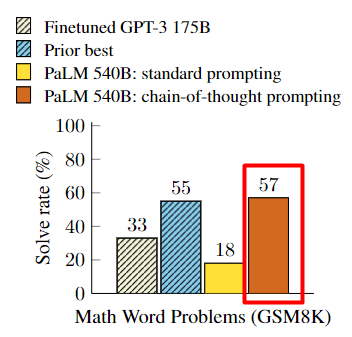 Finetuned GPT-3 175B
Prior best
PaLM 540B: standard prompting
PaLM 540B: chain-of-thought prompting
100
80
60
40
20
0
Solve rate (%)
33
55
18
57
Math Word Problems (GSM8K)